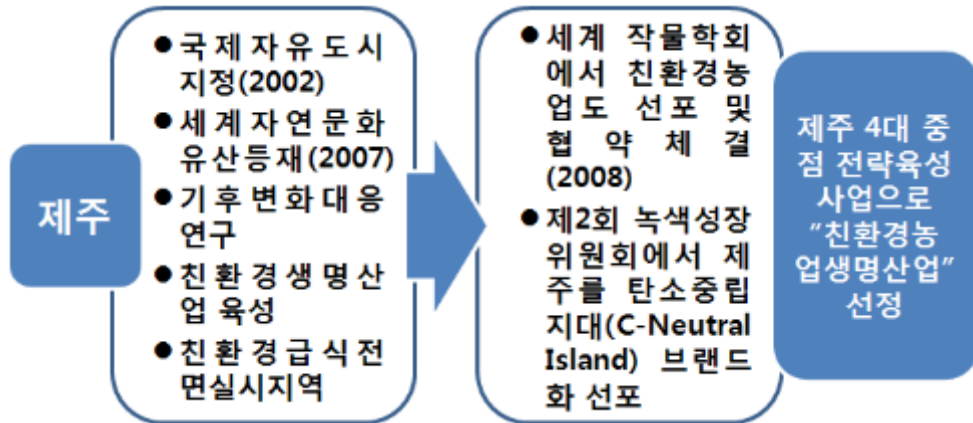 제주
● 국제자유도시
지정(2002)
● 세계자연문화
유산등재(2007)
● 기후변화대응
연구
● 친환경생명산
업 육성
● 친환경급식전
면실시지역
● 세계 작물학회
에서 친환경농
업도 선포 및
협약체결
(2008)
● 제2회 녹색성장
위원회에서 제
주를 탄소중립
지대(C-Neutral
Island) 브랜드
화 선포
제주 4대 중
점 전략육성
사업으로
"친환경농
업생명산업"
선정